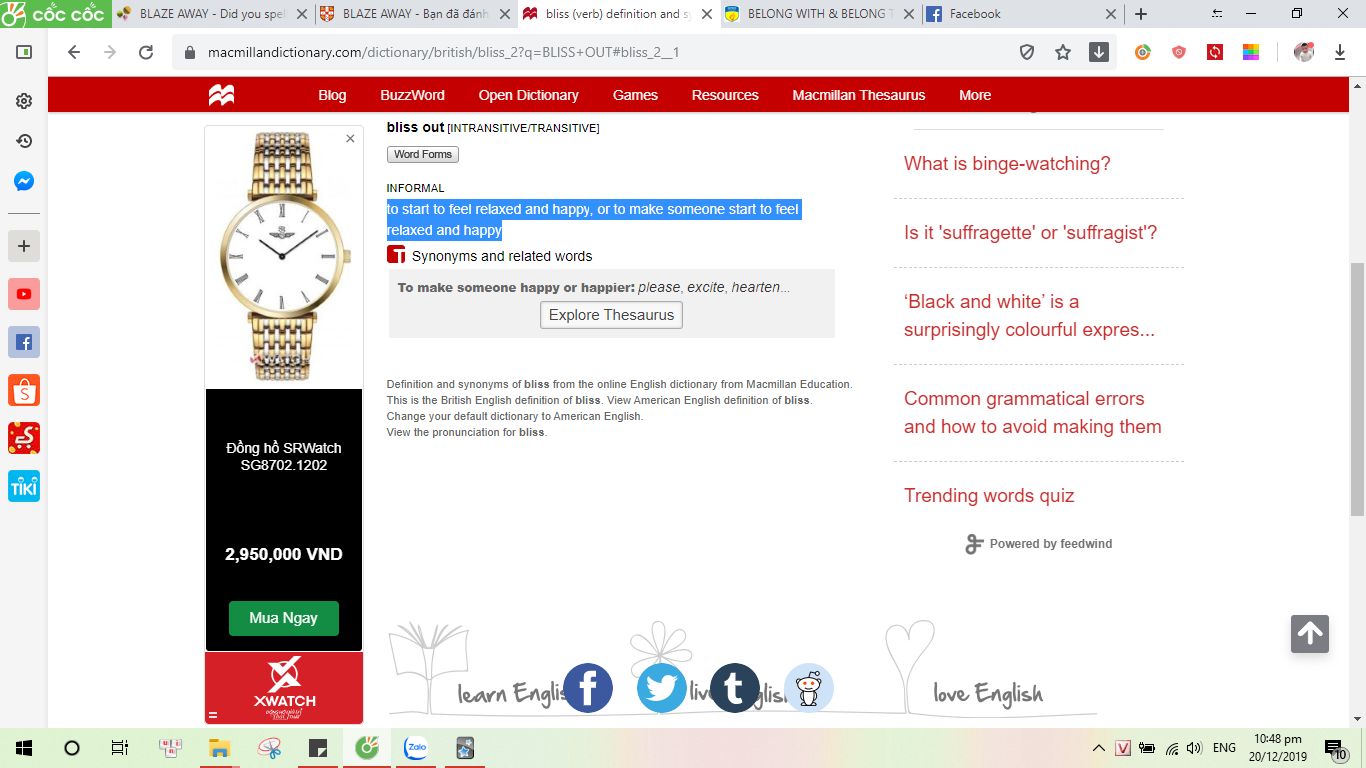 cốc cốc
BLAZE AWAY - Did you spel
BLAZE AWAY - Bạn đã đánh
bliss (verb) definition and sy
BELONG WITH & BELONG T
Facebook
macmillandictionary.com/dictionary/british/bliss_2?q=BLISS+OUT#bliss_2__1
Blog
BuzzWord
Open Dictionary
Games
Resources
Macmillan Thesaurus
More
bliss out [INTRANSITIVE/TRANSITIVE]
Word Forms
INFORMAL
to start to feel relaxed and happy, or to make someone start to feel
relaxed and happy
Synonyms and related words
To make someone happy or happier: please, excite, hearten...
Explore Thesaurus
Definition and synonyms of bliss from the online English dictionary from Macmillan Education.
This is the British English definition of bliss. View American English definition of bliss.
Change your default dictionary to American English.
View the pronunciation for bliss.
What is binge-watching?
Is it 'suffragette' or 'suffragist'?
‘Black and white’ is a
surprisingly colourful expres...
Common grammatical errors
and how to avoid making them
Trending words quiz
Powered by feedwind
Đồng hồ SRWatch
SG8702.1202
2,950,000 VND
Mua Ngay
XWATCH
TIKI
learn English
live English
love English
Zalo
ENG
10:48 pm
20/12/2019
10